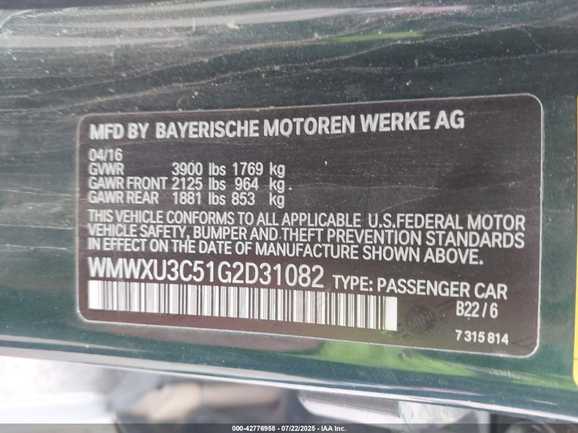 MFD BY BAYERISCHE MOTOREN WERKE AG
04/16
GVWR 3900 lbs 1769 kg
GAWR FRONT 2125 lbs 964 kg .
GAWR REAR 1881 lbs 853 kg
THIS VEHICLE CONFORMS TO ALL APPLICABLE U.S.FEDERAL MOTOR
VEHICLE SAFETY, BUMPER AND THEFT PREVENTION STANDARDS
IN EFFECT ON THE DATE OF MANUFACTURE SHOWN ABOVE.
WMWXU3C51G2D31082 TYPE: PASSENGER CAR
B22 / 6
7 315 814
000-42776958 - 07/22/2025 - IAA Inc.